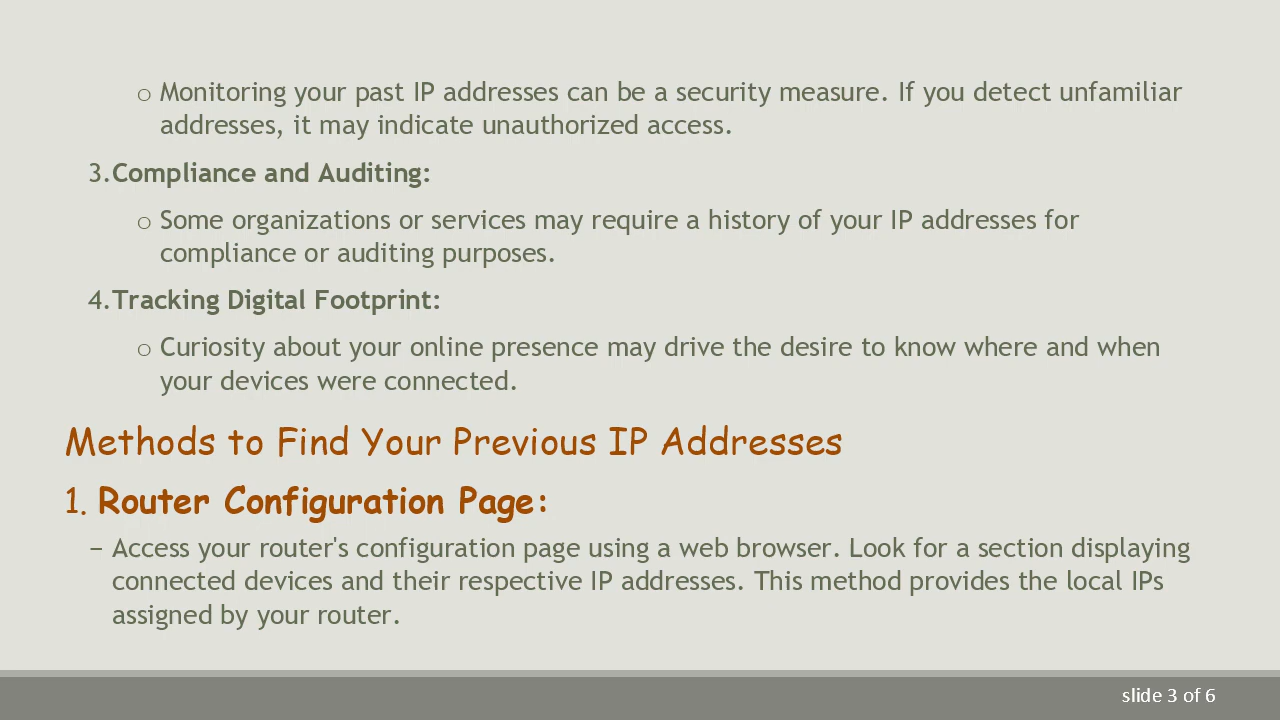 o Monitoring your past IP addresses can be a security measure. If you detect unfamiliar
addresses, it may indicate unauthorized access.
3.Compliance and Auditing:
o Some organizations or services may require a history of your IP addresses for
compliance or auditing purposes.
4.Tracking Digital Footprint:
o Curiosity about your online presence may drive the desire to know where and when
your devices were connected.
Methods to Find Your Previous IP Addresses
1. Router Configuration Page:
– Access your router's configuration page using a web browser. Look for a section displaying
connected devices and their respective IP addresses. This method provides the local IPs
assigned by your router.
slide 3 of 6